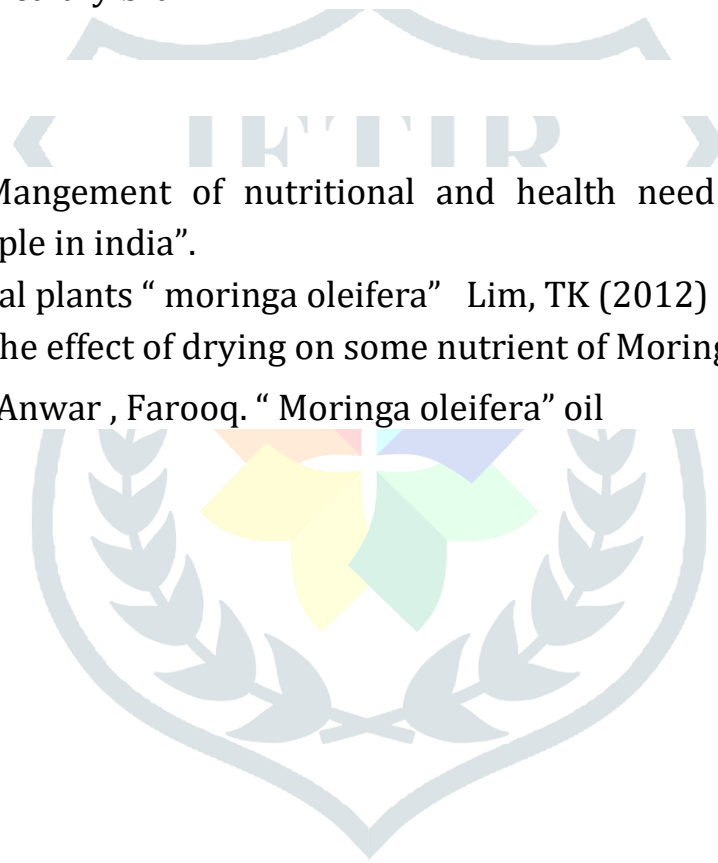 JETIR
Mangement of nutritional and health need
ple in india”.
al plants “ moringa oleifera” Lim, TK (2012)
he effect of drying on some nutrient of Moring
Anwar , Farooq. “ Moringa oleifera” oil